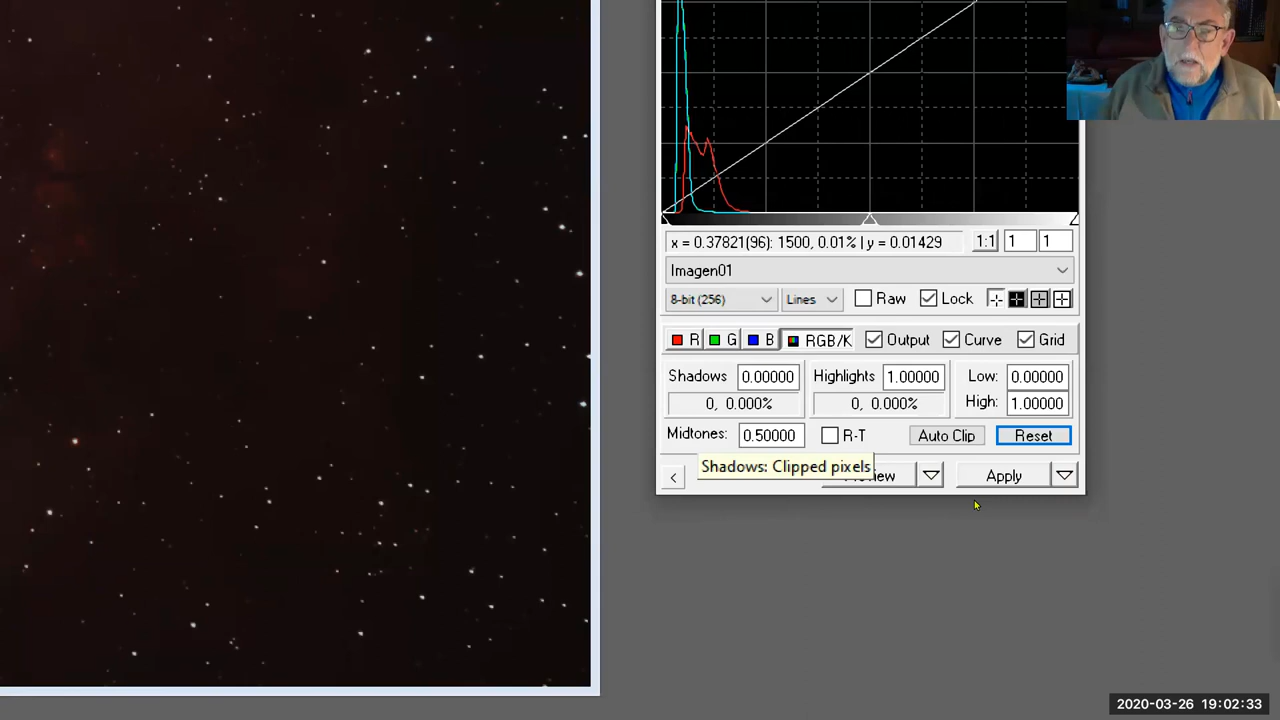 x = 0.37821(96): 1500, 0.01% | y = 0.01429 1:1 1 1
Imagen01
8-bit (256) Lines Raw Lock
R G B RGB/K Output Curve Grid
Shadows 0.00000 Highlights 1.00000 Low: 0.00000
0, 0.000% 0, 0.000% High: 1.00000
Midtones: 0.50000 R-T Auto Clip Reset
Shadows: Clipped pixels
< Apply
2020-03-26 19:02:33